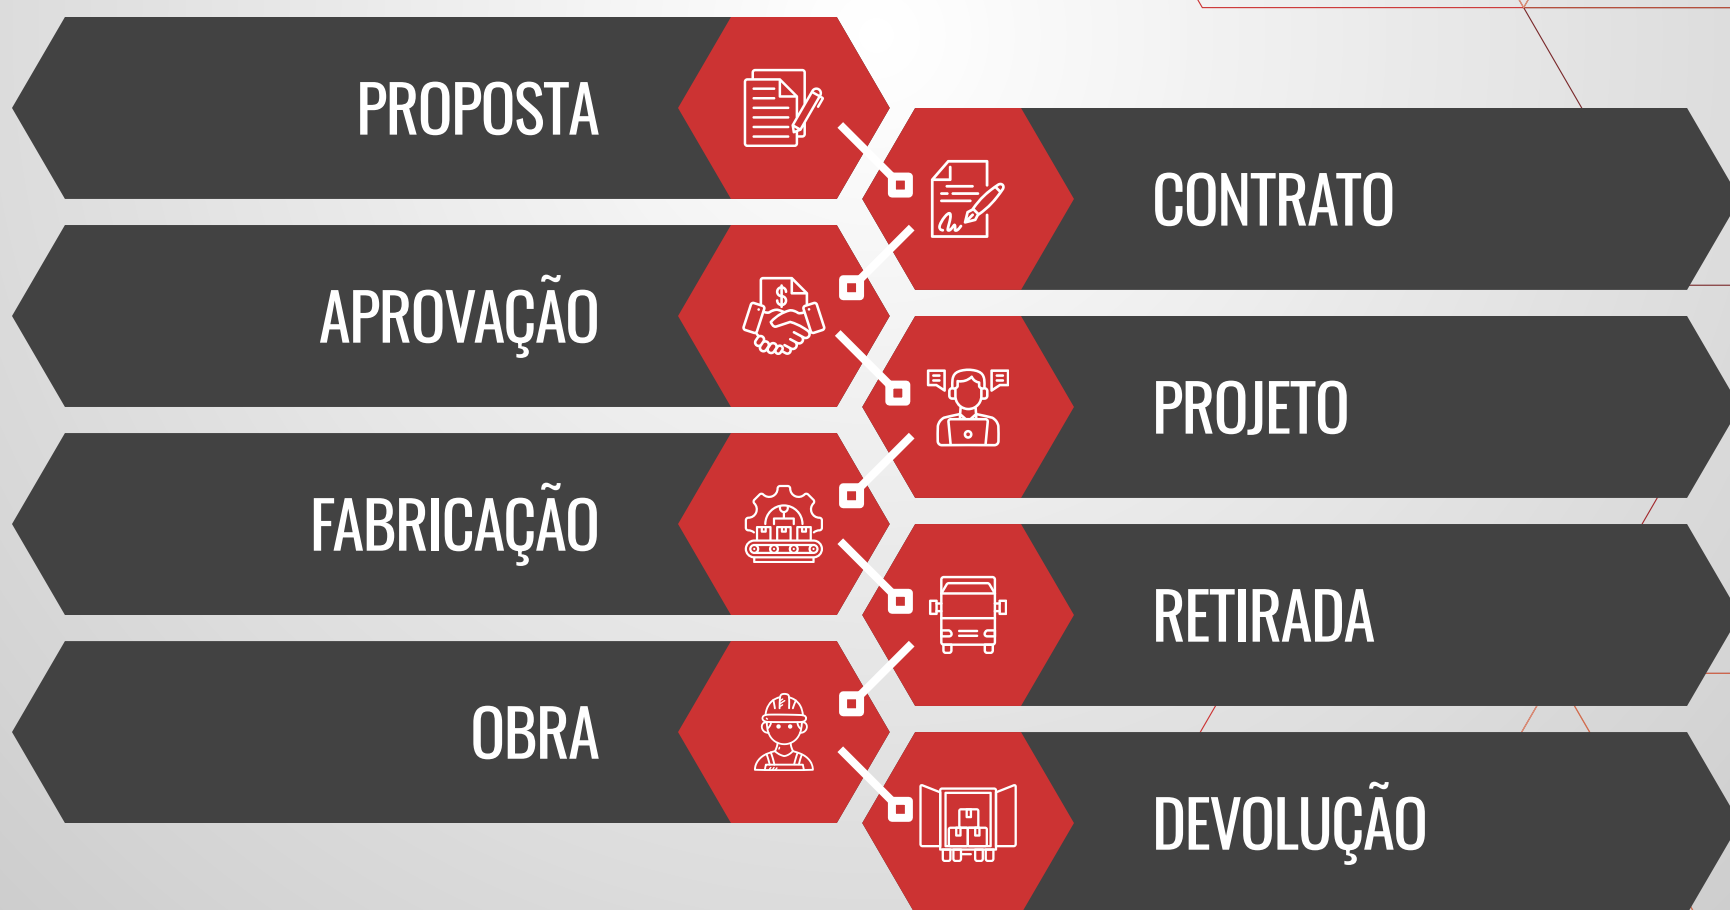 PROPOSTA
CONTRATO
APROVAÇÃO
PROJETO
FABRICAÇÃO
RETIRADA
OBRA
DEVOLUÇÃO